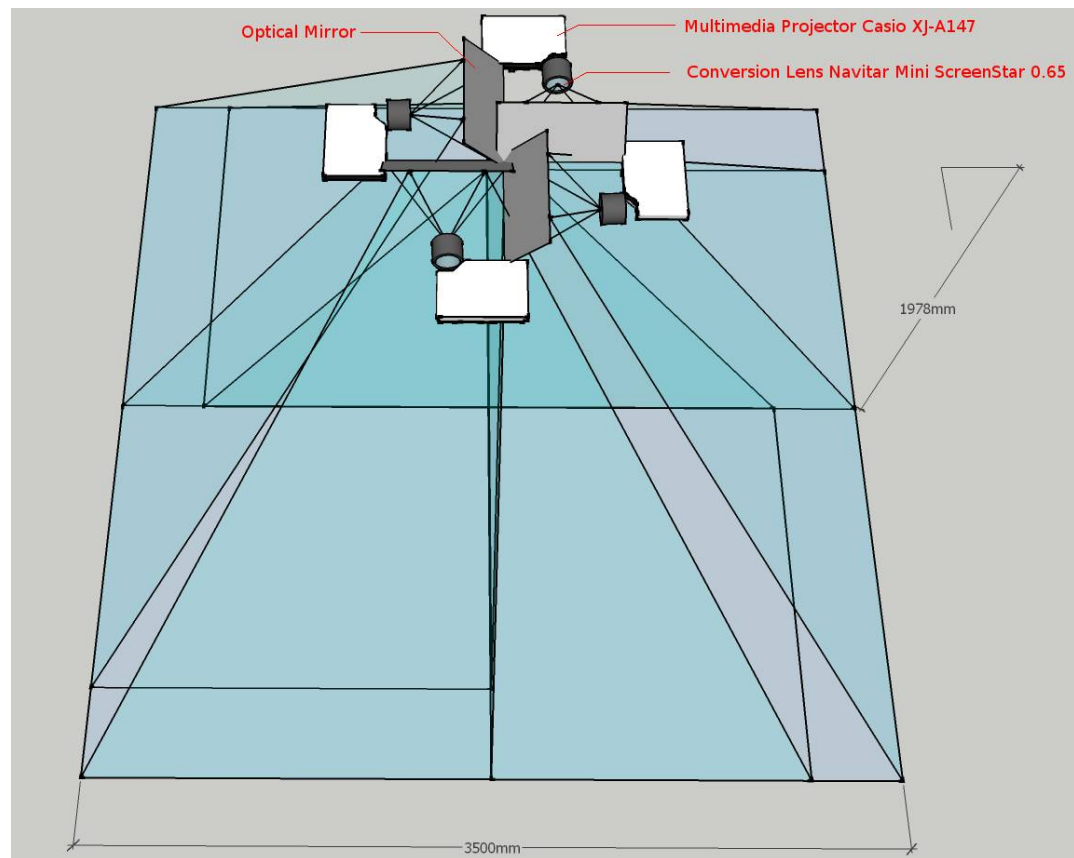 Optical Mirror
Multimedia Projector Casio XJ-A147
Conversion Lens Navitar Mini ScreenStar 0.65
1978mm
3500mm